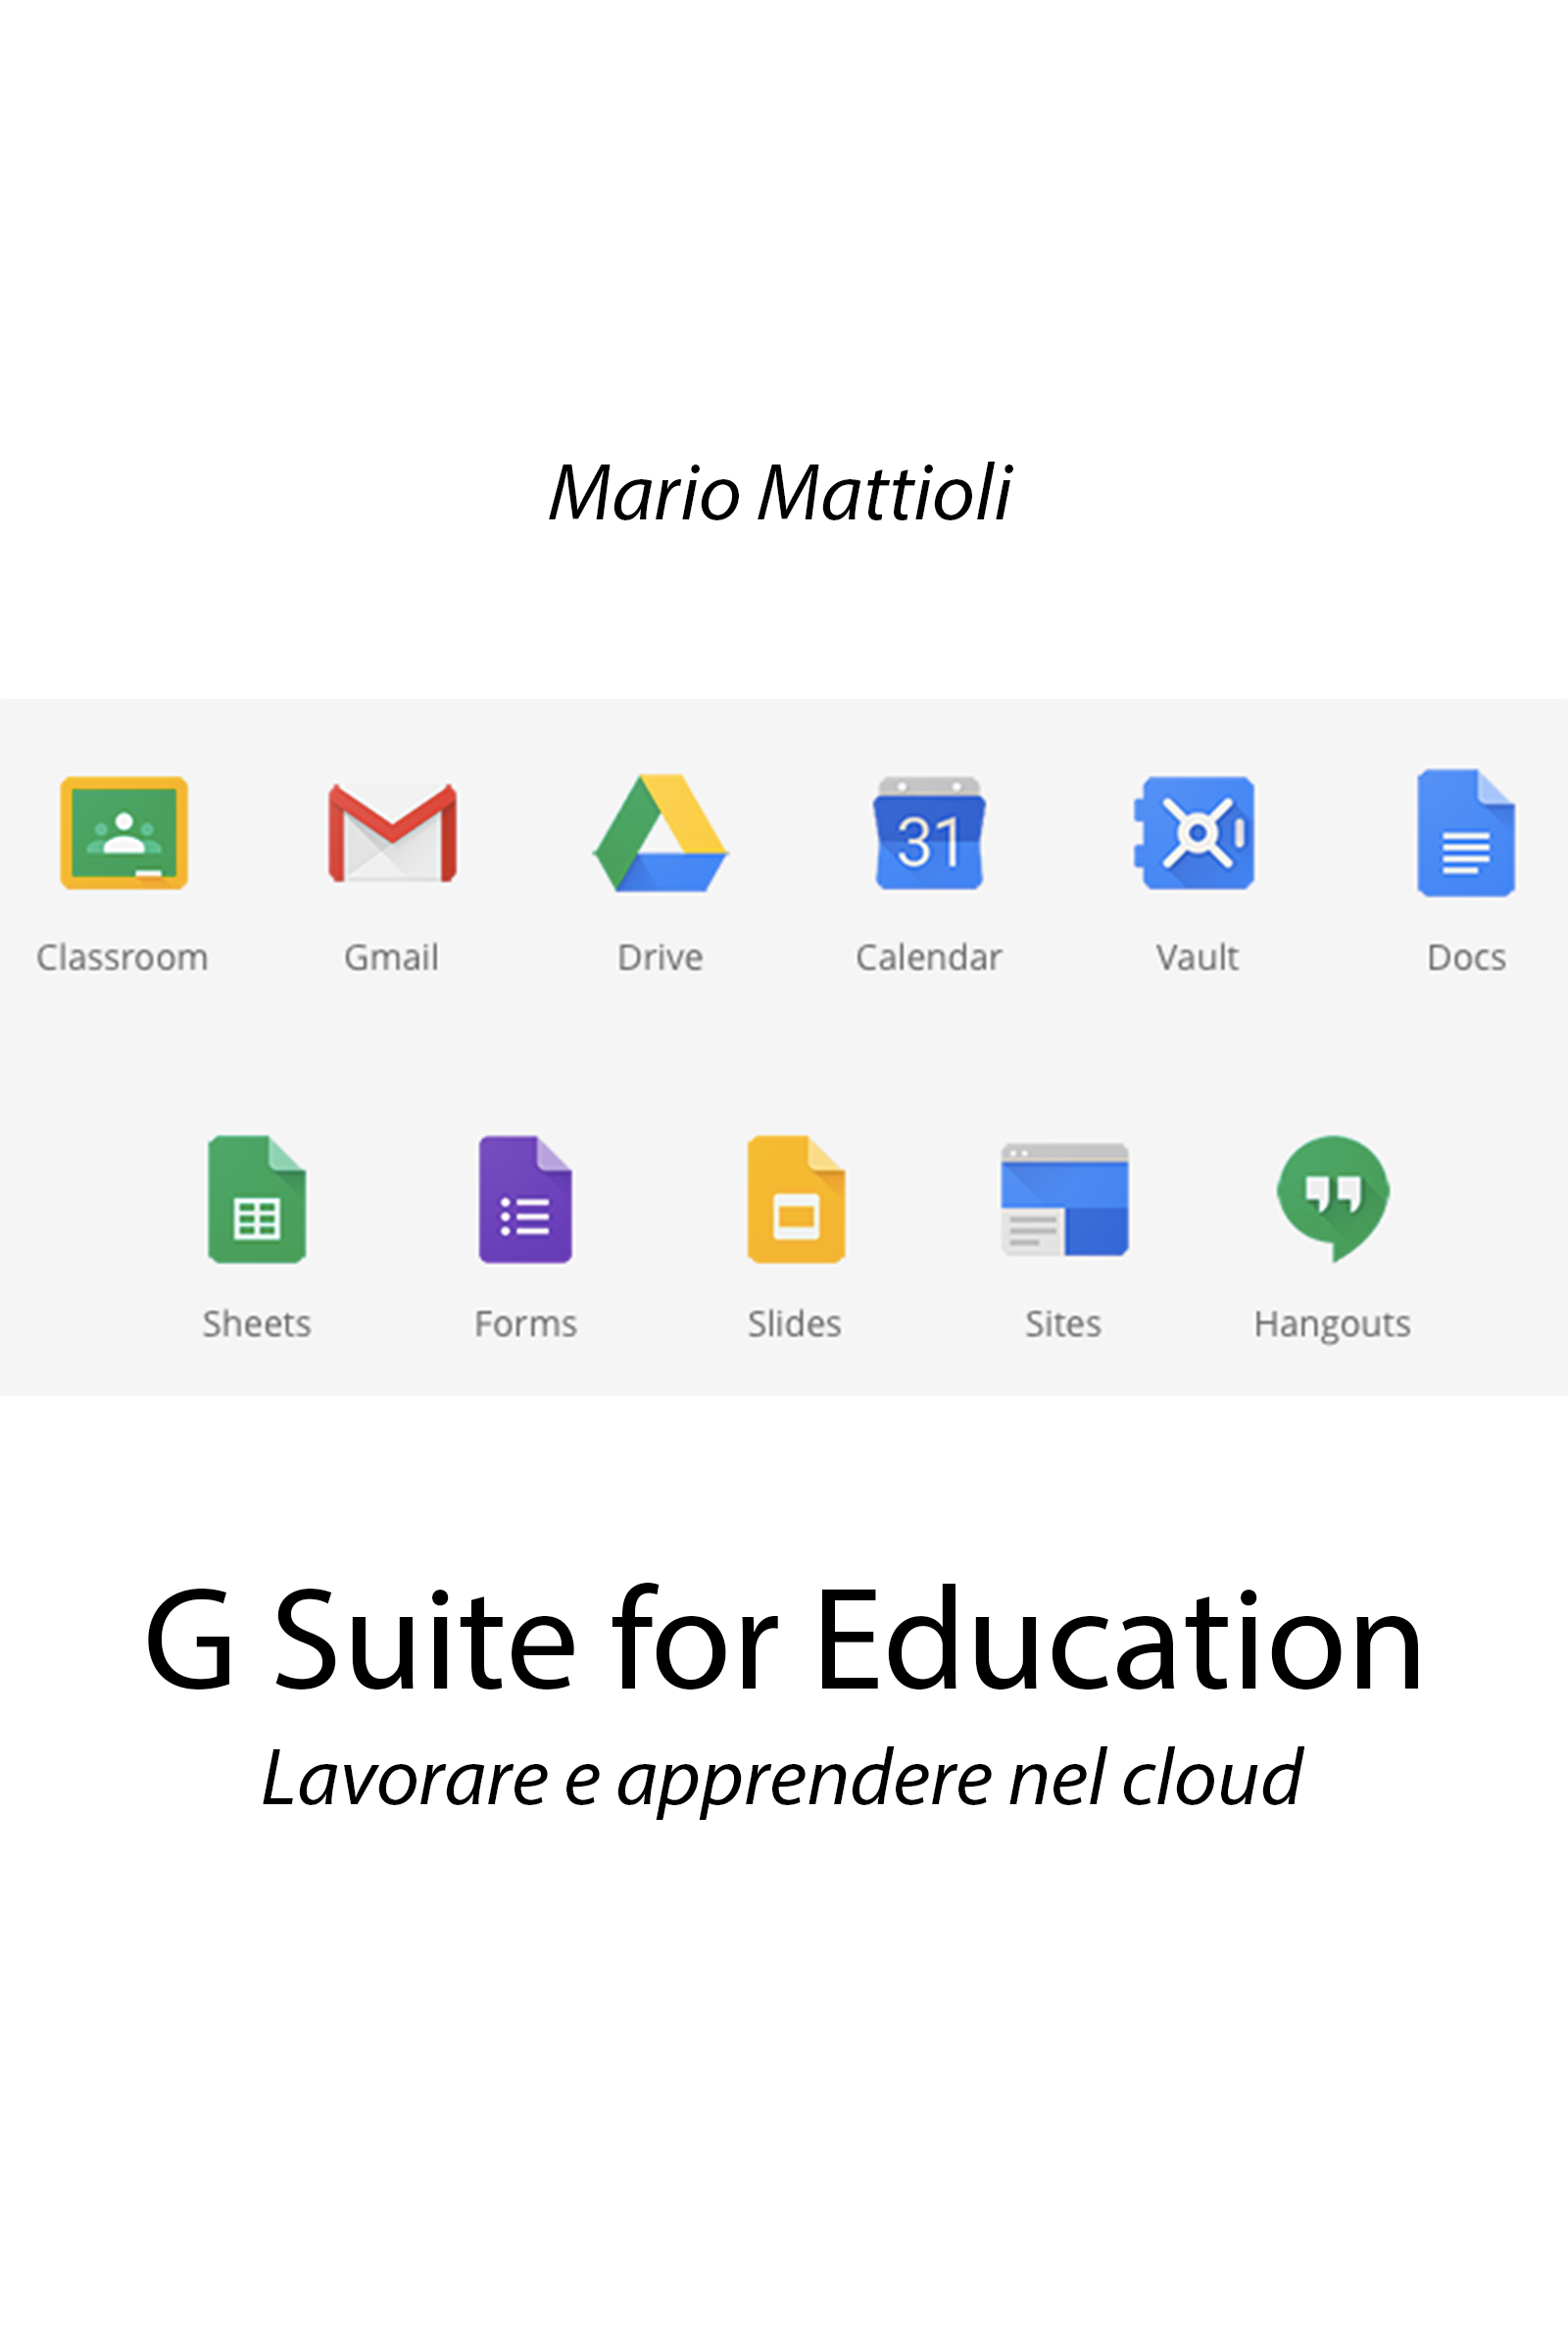 Mario Mattioli
31
Classroom Gmail Drive Calendar Vault Docs
Sheets Forms Slides Sites Hangouts
G Suite for Education
Lavorare e apprendere nel cloud